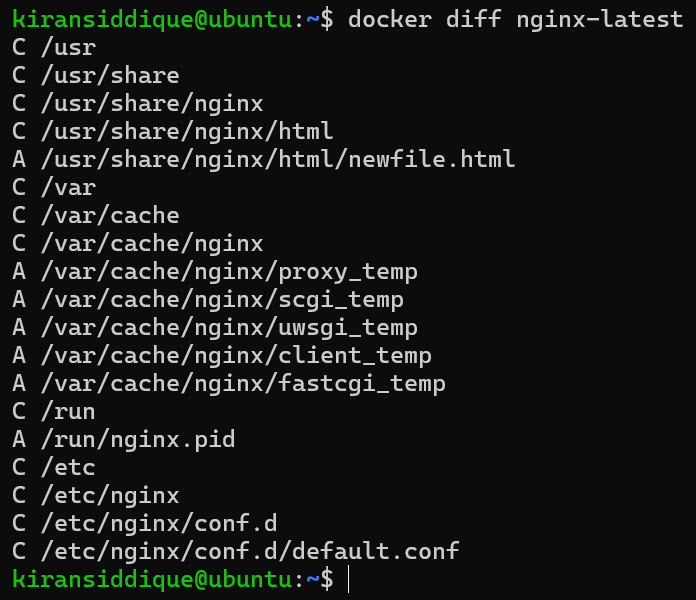 kiransiddique@ubuntu:~$ docker diff nginx-latest
C /usr
C /usr/share
C /usr/share/nginx
C /usr/share/nginx/html
A /usr/share/nginx/html/newfile.html
C /var
C /var/cache
C /var/cache/nginx
A /var/cache/nginx/proxy_temp
A /var/cache/nginx/scgi_temp
A /var/cache/nginx/uwsgi_temp
A /var/cache/nginx/client_temp
A /var/cache/nginx/fastcgi_temp
C /run
A /run/nginx.pid
C /etc
C /etc/nginx
C /etc/nginx/conf.d
C /etc/nginx/conf.d/default.conf
kiransiddique@ubuntu:~$